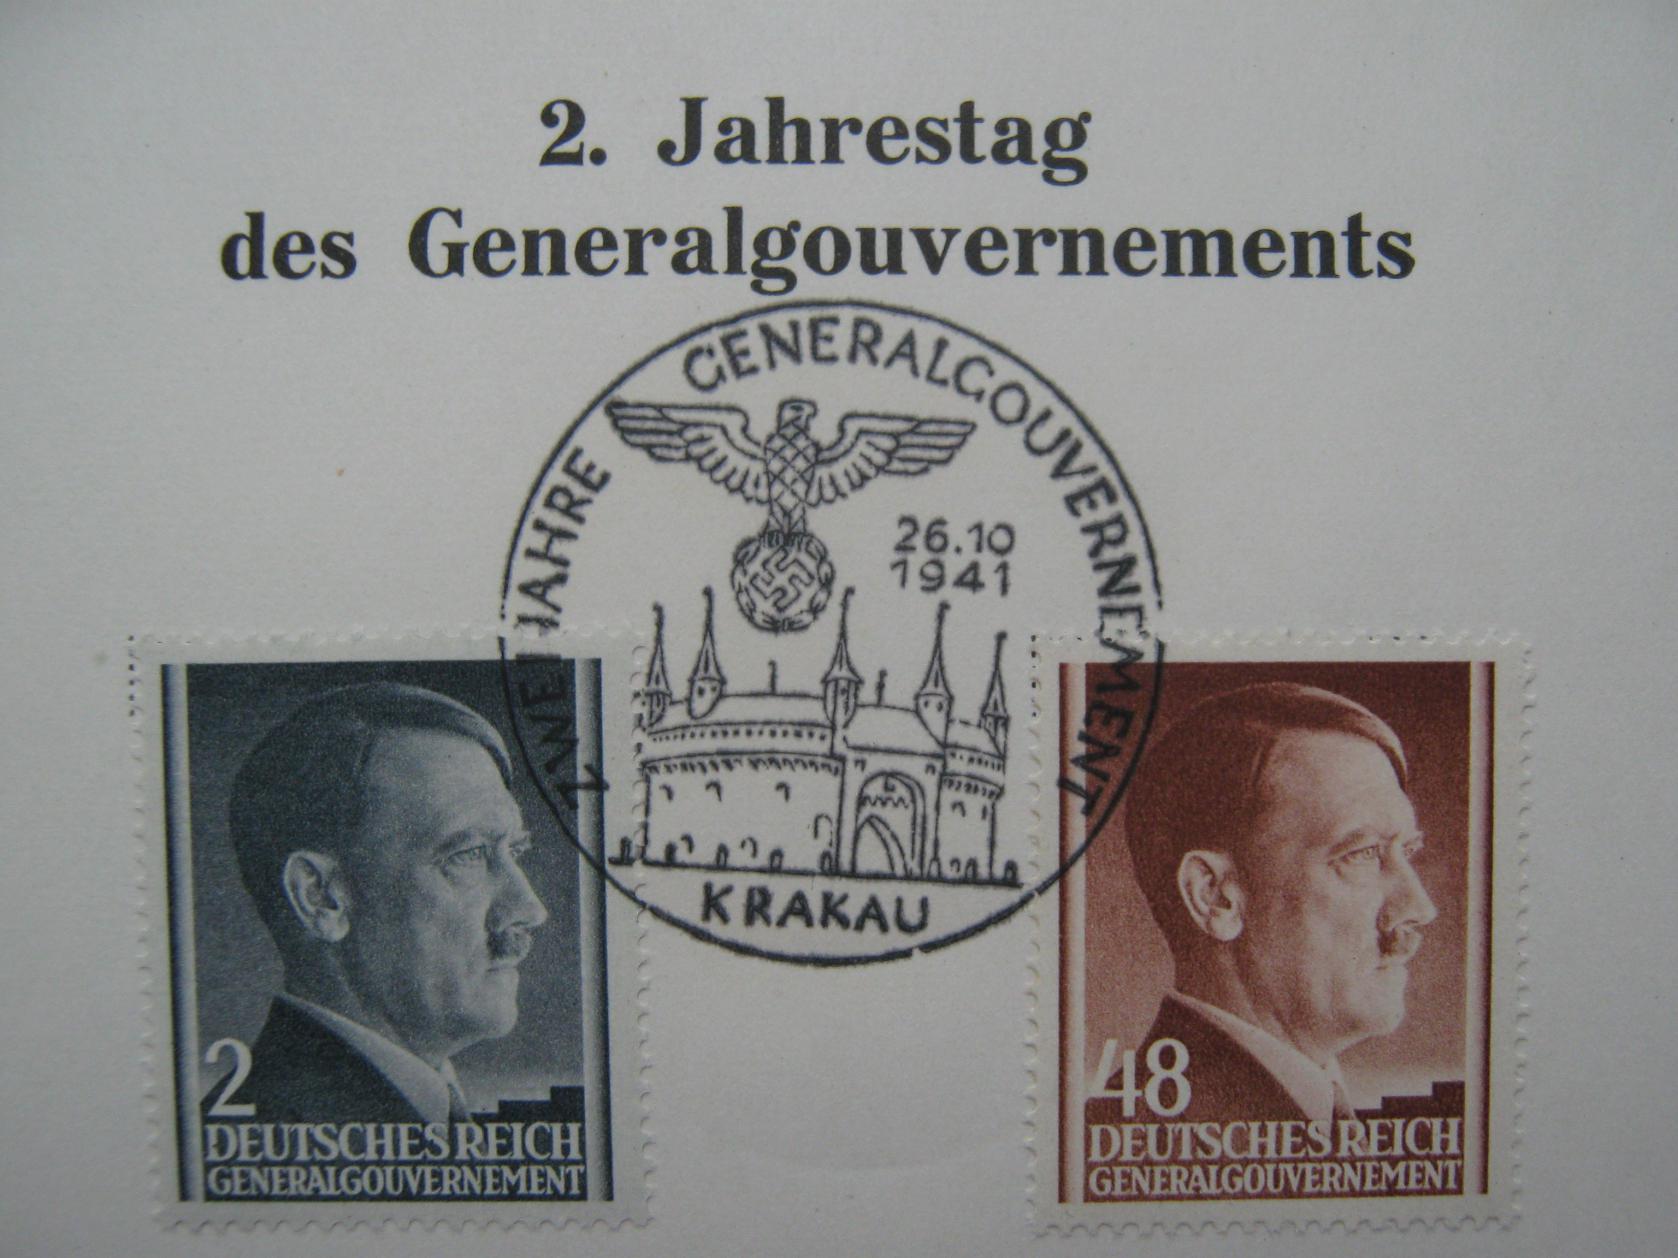 2. Jahrestag
des Generalgouvernements
ZWEI JAHRE GENERALGOUVERNEMENT
26.10
1941
KRAKAU
2
DEUTSCHES REICH
GENERALGOUVERNEMENT
48
DEUTSCHES REICH
GENERALGOUVERNEMENT